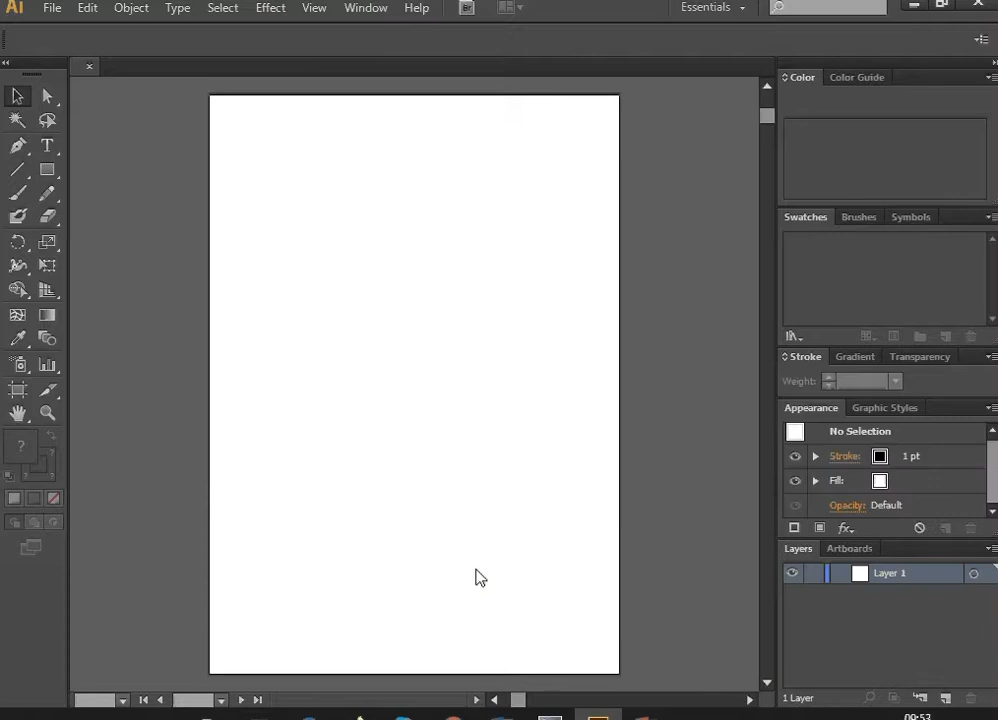 Ai File Edit Object Type Select Effect View Window Help Br Essentials
Color Color Guide
T
Swatches Brushes Symbols
Stroke Gradient Transparency
Weight:
Appearance Graphic Styles
No Selection
Stroke: 1 pt
Fill:
Opacity: Default
fx
?
Layers Artboards
Layer 1
1 Layer
09:53